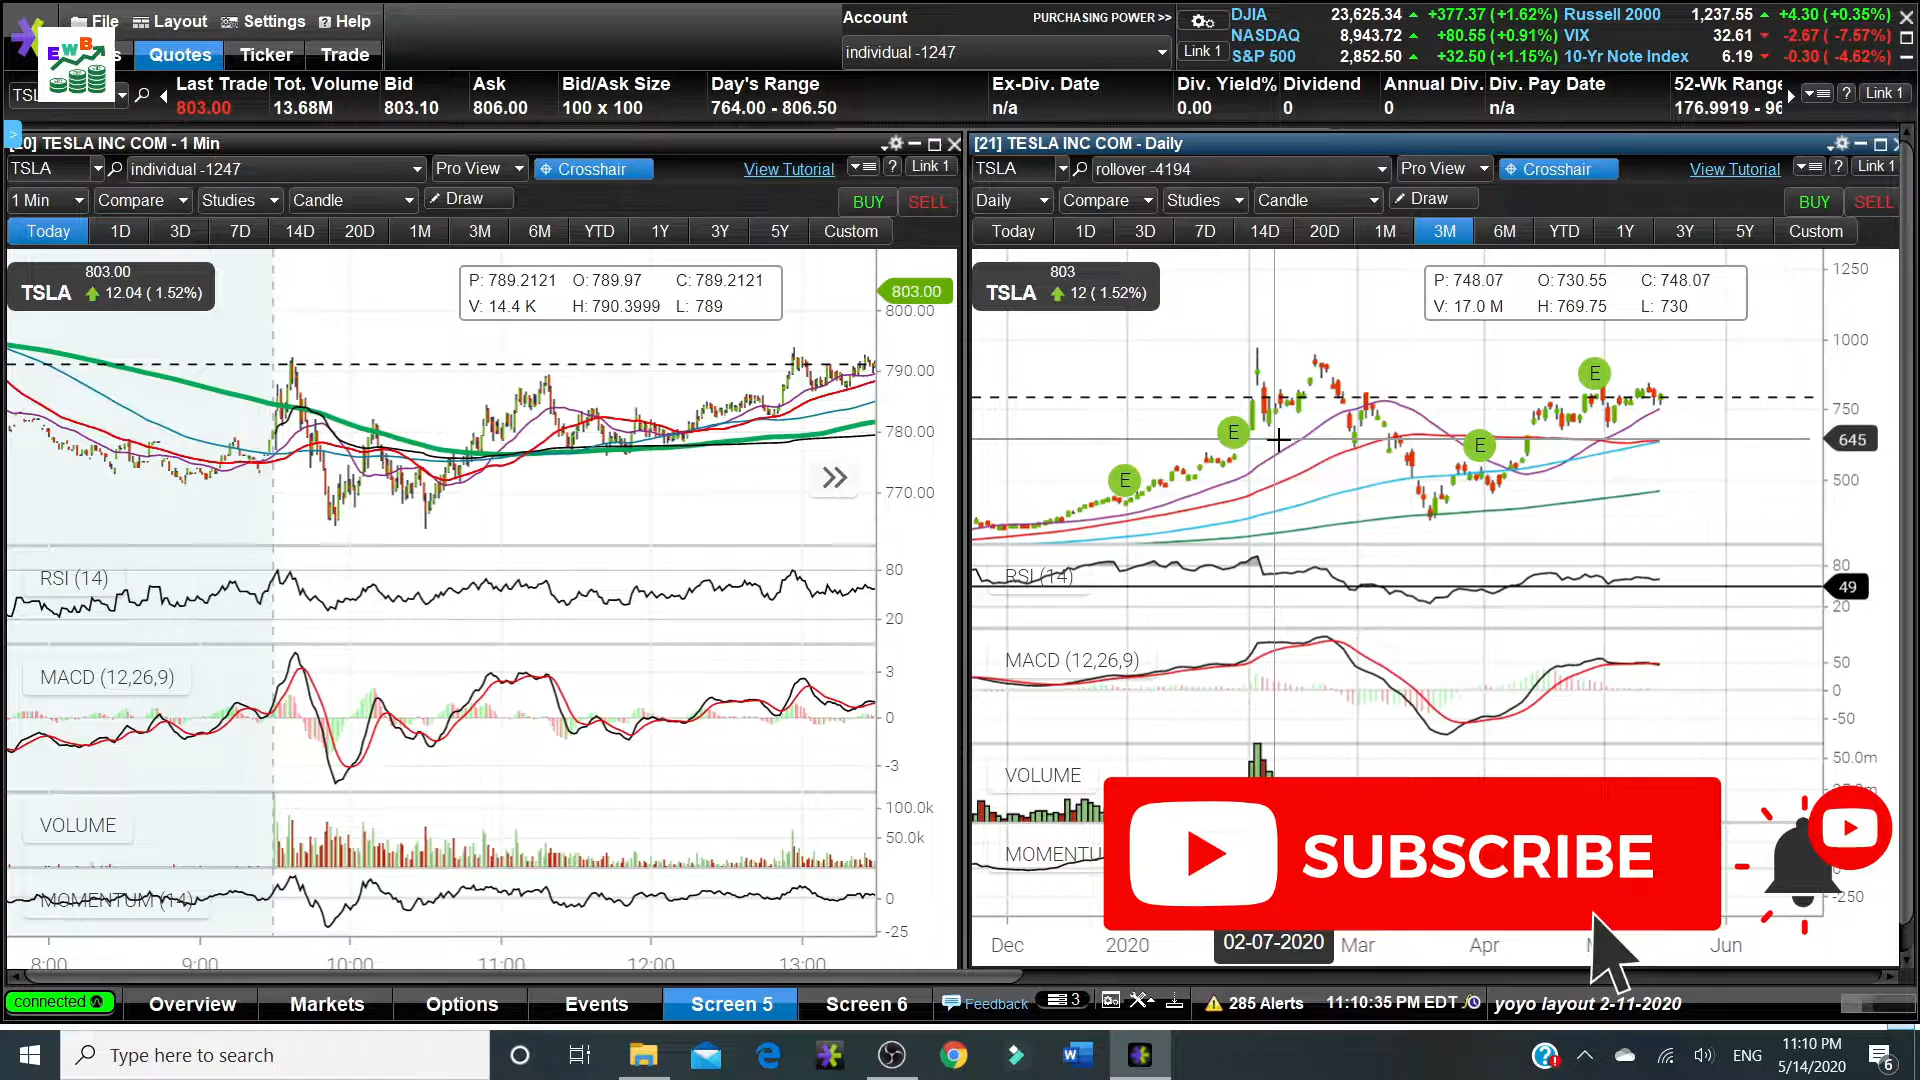 File Layout Settings Help
EWB
Quotes Ticker Trade
Account PURCHASING POWER >>
individual -1247
Link 1
DJIA 23,625.34 +377.37 (+1.62%) Russell 2000 1,237.55 +4.30 (+0.35%)
NASDAQ 8,943.72 +80.55 (+0.91%) VIX 32.61 -2.67 (-7.57%)
S&P 500 2,852.50 +32.50 (+1.15%) 10-Yr Note Index 6.19 -0.30 (-4.62%)
Last Trade Tot. Volume Bid Ask Bid/Ask Size Day's Range Ex-Div. Date Div. Yield% Dividend Annual Div. Div. Pay Date 52-Wk Range
803.00 13.68M 803.10 806.00 100 x 100 764.00 - 806.50 n/a 0.00 0 0 n/a 176.9919 - 96
? Link 1
TESLA INC COM - 1 Min
TSLA individual -1247 Pro View Crosshair View Tutorial ? Link 1
1 Min Compare Studies Candle Draw BUY SELL
Today 1D 3D 7D 14D 20D 1M 3M 6M YTD 1Y 3Y 5Y Custom
803.00
TSLA 12.04 ( 1.52%)
P: 789.2121 O: 789.97 C: 789.2121
V: 14.4 K H: 790.3999 L: 789
803.00
800.00
790.00
780.00
770.00
RSI (14)
80
20
MACD (12,26,9)
3
0
-3
VOLUME
100.0k
50.0k
MOMENTUM (14)
0
-25
8:00 9:00 10:00 11:00 12:00 13:00
[21] TESLA INC COM - Daily
TSLA rollover -4194 Pro View Crosshair View Tutorial ? Link 1
Daily Compare Studies Candle Draw BUY SELL
Today 1D 3D 7D 14D 20D 1M 3M 6M YTD 1Y 3Y 5Y Custom
803
TSLA 12 ( 1.52%)
P: 748.07 O: 730.55 C: 748.07
V: 17.0 M H: 769.75 L: 730
1250
1000
750
645
500
E
E
E
E
RSI (14)
80
49
20
MACD (12,26,9)
50
0
-50
VOLUME
50.0m
MOMENTU
-250
SUBSCRIBE
Dec 2020 02-07-2020 Mar Apr Jun
connected Overview Markets Options Events Screen 5 Screen 6 Feedback 3 285 Alerts 11:10:35 PM EDT yoyo layout 2-11-2020
Type here to search
ENG
11:10 PM
5/14/2020
6